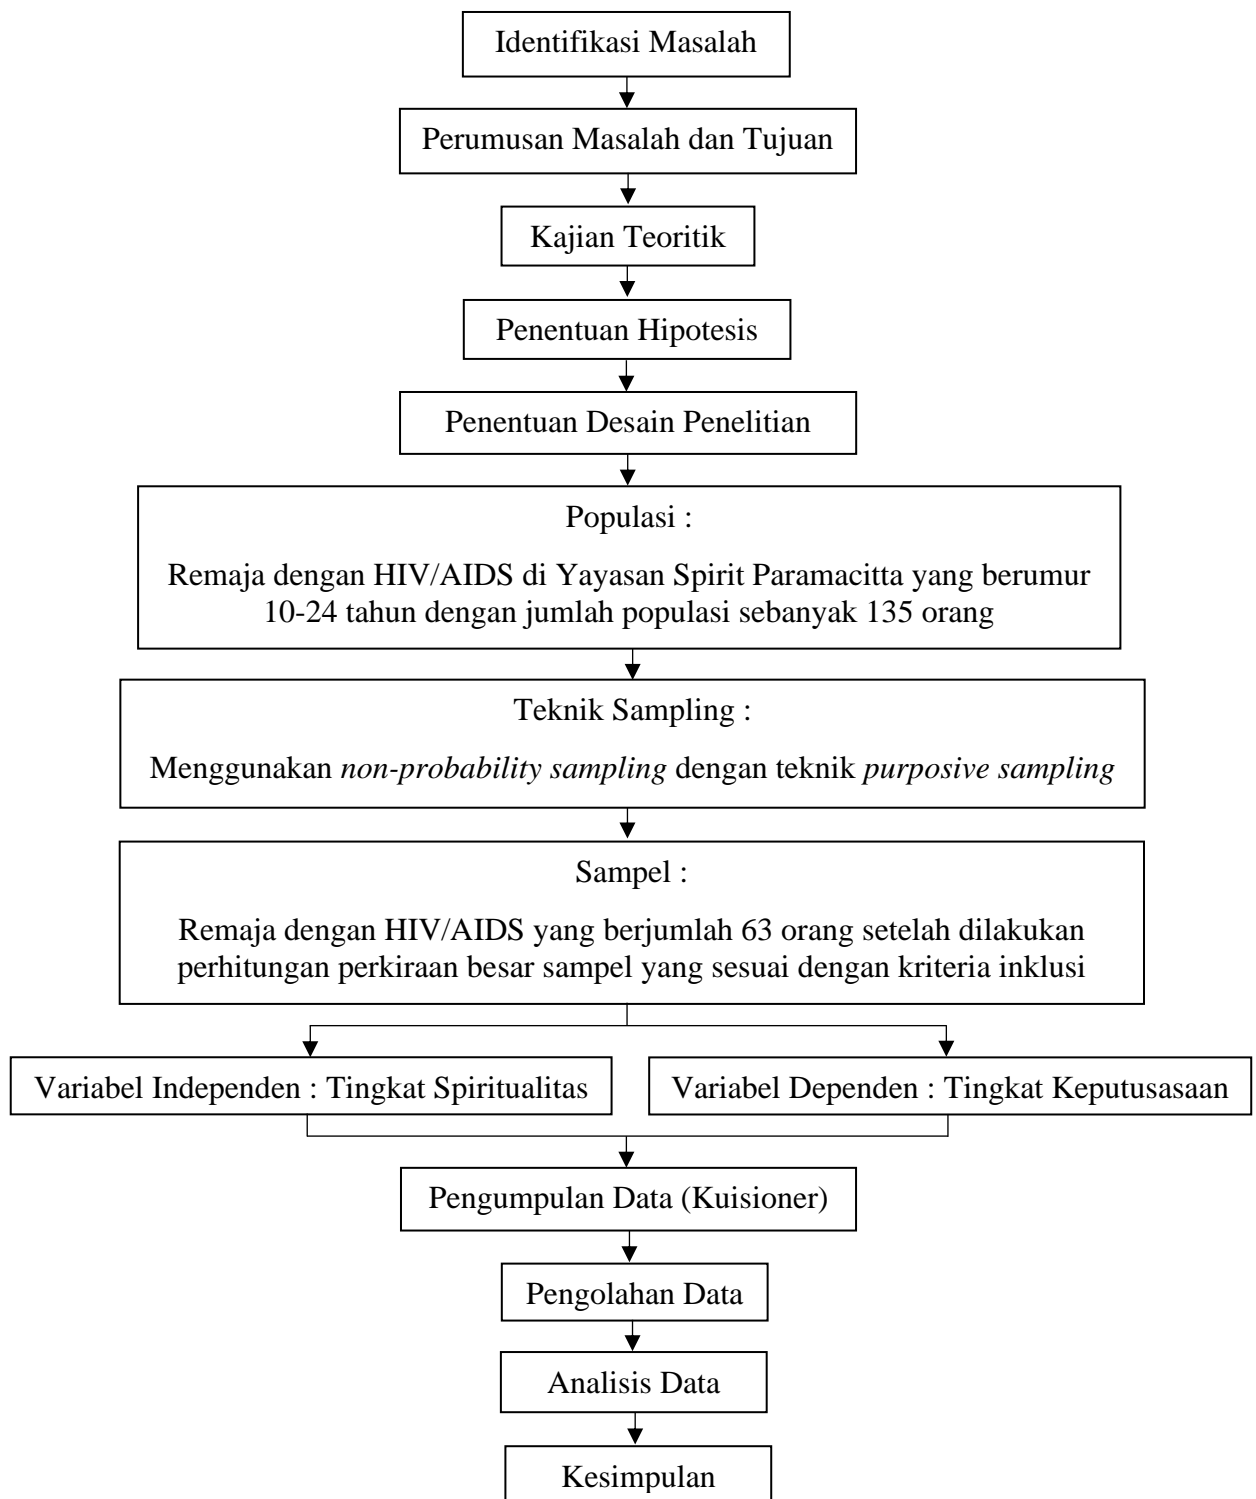 Identifikasi Masalah
Perumusan Masalah dan Tujuan
Kajian Teoritik
Penentuan Hipotesis
Penentuan Desain Penelitian
Populasi :
Remaja dengan HIV/AIDS di Yayasan Spirit Paramacitta yang berumur
10-24 tahun dengan jumlah populasi sebanyak 135 orang
Teknik Sampling :
Menggunakan non-probability sampling dengan teknik purposive sampling
Sampel :
Remaja dengan HIV/AIDS yang berjumlah 63 orang setelah dilakukan
perhitungan perkiraan besar sampel yang sesuai dengan kriteria inklusi
Variabel Independen : Tingkat Spiritualitas
Variabel Dependen : Tingkat Keputusasaan
Pengumpulan Data (Kuisioner)
Pengolahan Data
Analisis Data
Kesimpulan